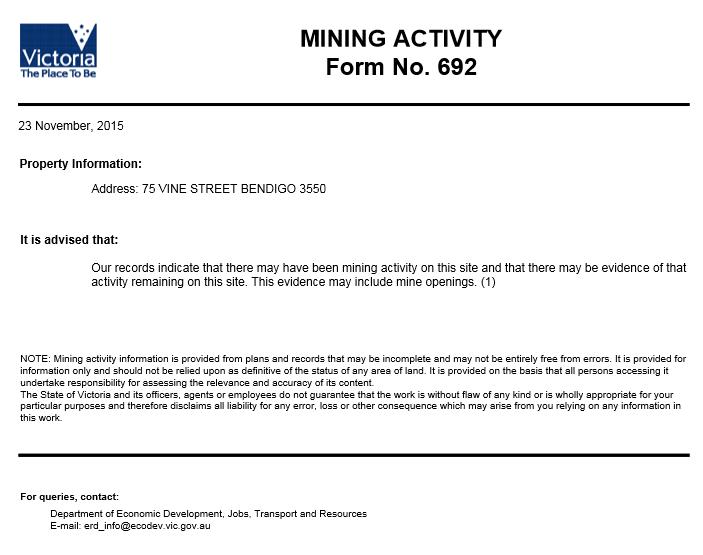 Victoria
The Place To Be
MINING ACTIVITY
Form No. 692
23 November, 2015
Property Information:
Address: 75 VINE STREET BENDIGO 3550
It is advised that:
Our records indicate that there may have been mining activity on this site and that there may be evidence of that
activity remaining on this site. This evidence may include mine openings. (1)
NOTE: Mining activity information is provided from plans and records that may be incomplete and may not be entirely free from errors. It is provided for
information only and should not be relied upon as definitive of the status of any area of land. It is provided on the basis that all persons accessing it
undertake responsibility for assessing the relevance and accuracy of its content.
The State of Victoria and its officers, agents or employees do not guarantee that the work is without flaw of any kind or is wholly appropriate for your
particular purposes and therefore disclaims all liability for any error, loss or other consequence which may arise from you relying on any information in
this work.
For queries, contact:
Department of Economic Development, Jobs, Transport and Resources
E-mail: erd_info@ecodev.vic.gov.au